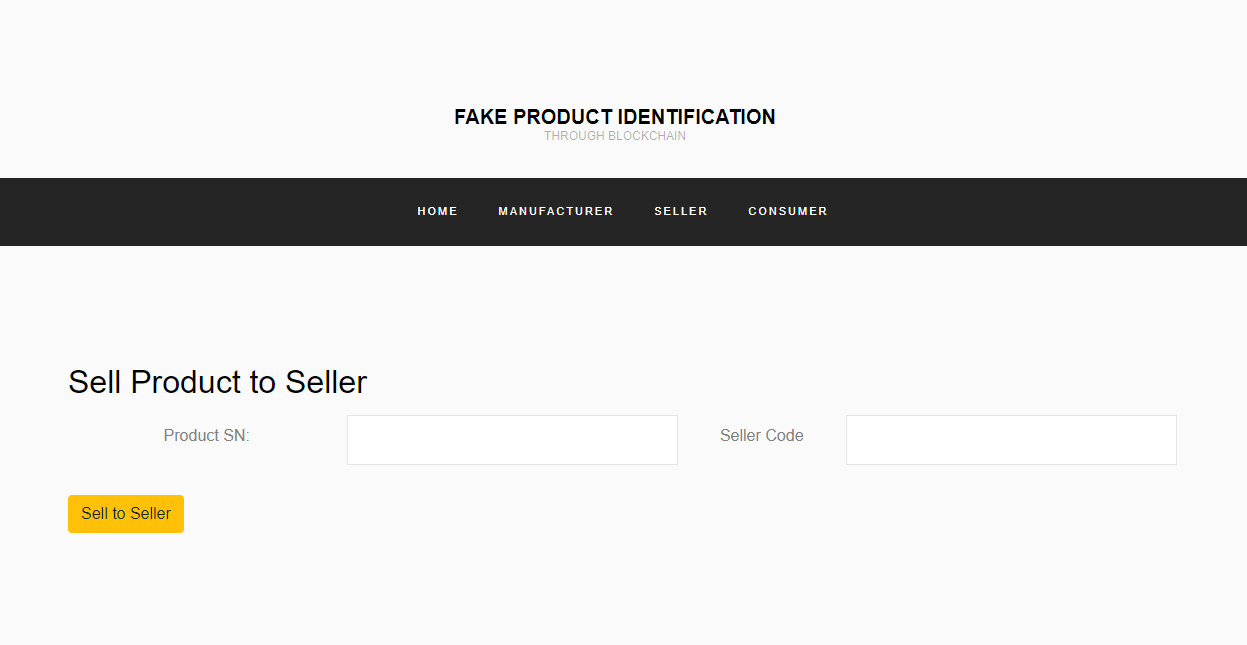 FAKE PRODUCT IDENTIFICATION
THROUGH BLOCKCHAIN
HOME MANUFACTURER SELLER CONSUMER
Sell Product to Seller
Product SN: Seller Code
Sell to Seller